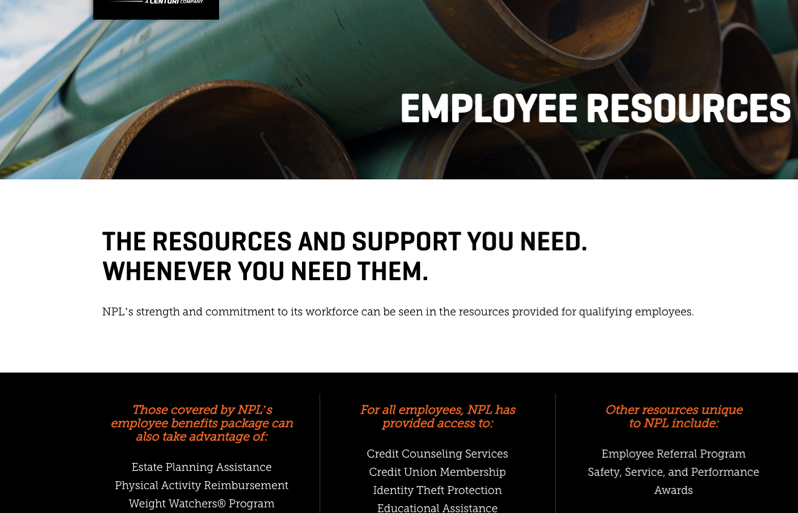 A CENTURI COMPANY
EMPLOYEE RESOURCES
THE RESOURCES AND SUPPORT YOU NEED.
WHENEVER YOU NEED THEM.
NPL's strength and commitment to its workforce can be seen in the resources provided for qualifying employees.
Those covered by NPL's
employee benefits package can
also take advantage of:
Estate Planning Assistance
Physical Activity Reimbursement
Weight Watchers® Program
For all employees, NPL has
provided access to:
Credit Counseling Services
Credit Union Membership
Identity Theft Protection
Educational Assistance
Other resources unique
to NPL include:
Employee Referral Program
Safety, Service, and Performance
Awards